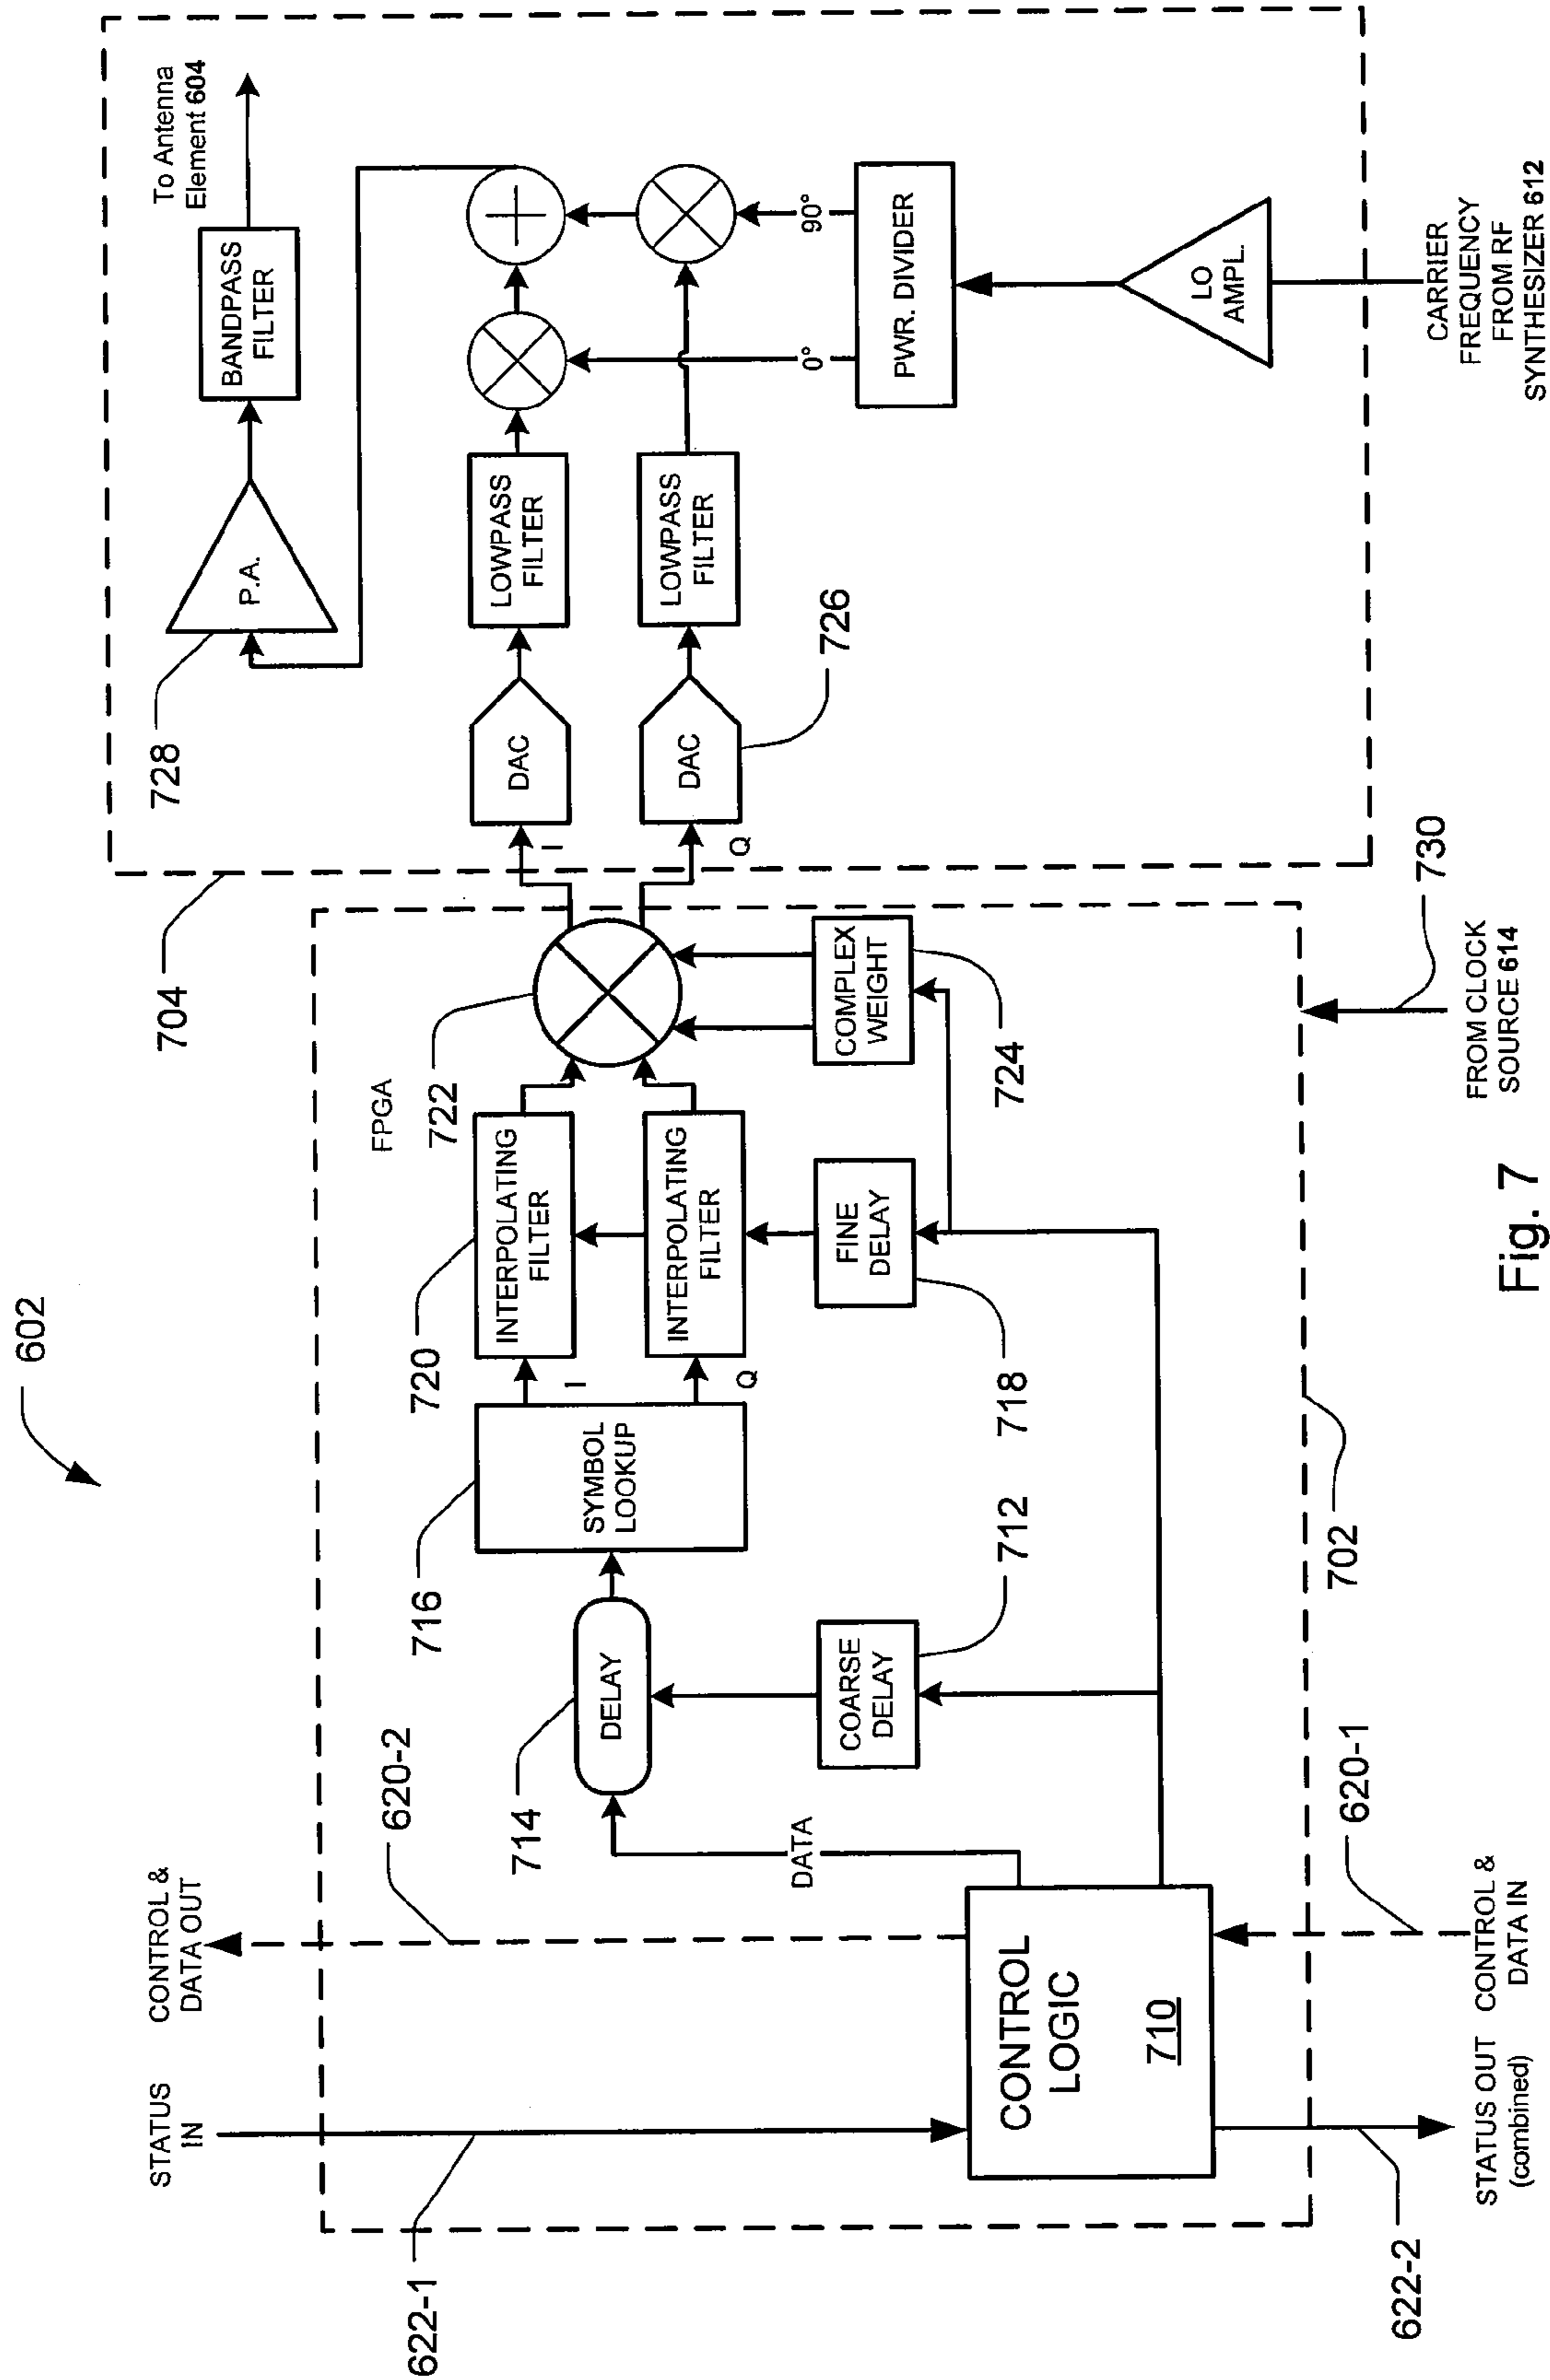 602
STATUS
IN
CONTROL &
DATA OUT
To Antenna
Element 604
622-1
620-2
704
728
P.A.
BANDPASS
FILTER
714
716
720
FPGA
722
DATA
DELAY
SYMBOL
LOOKUP
I
Q
INTERPOLATING
FILTER
INTERPOLATING
FILTER
I
Q
DAC
DAC
726
LOWPASS
FILTER
LOWPASS
FILTER
0°
90°
PWR. DIVIDER
LO
AMPL.
COARSE
DELAY
712
FINE
DELAY
718
COMPLEX
WEIGHT
724
CONTROL
LOGIC
710
622-2
STATUS OUT
(combined)
CONTROL &
DATA IN
620-1
702
FROM CLOCK
SOURCE 614
730
CARRIER
FREQUENCY
FROM RF
SYNTHESIZER 612
Fig. 7